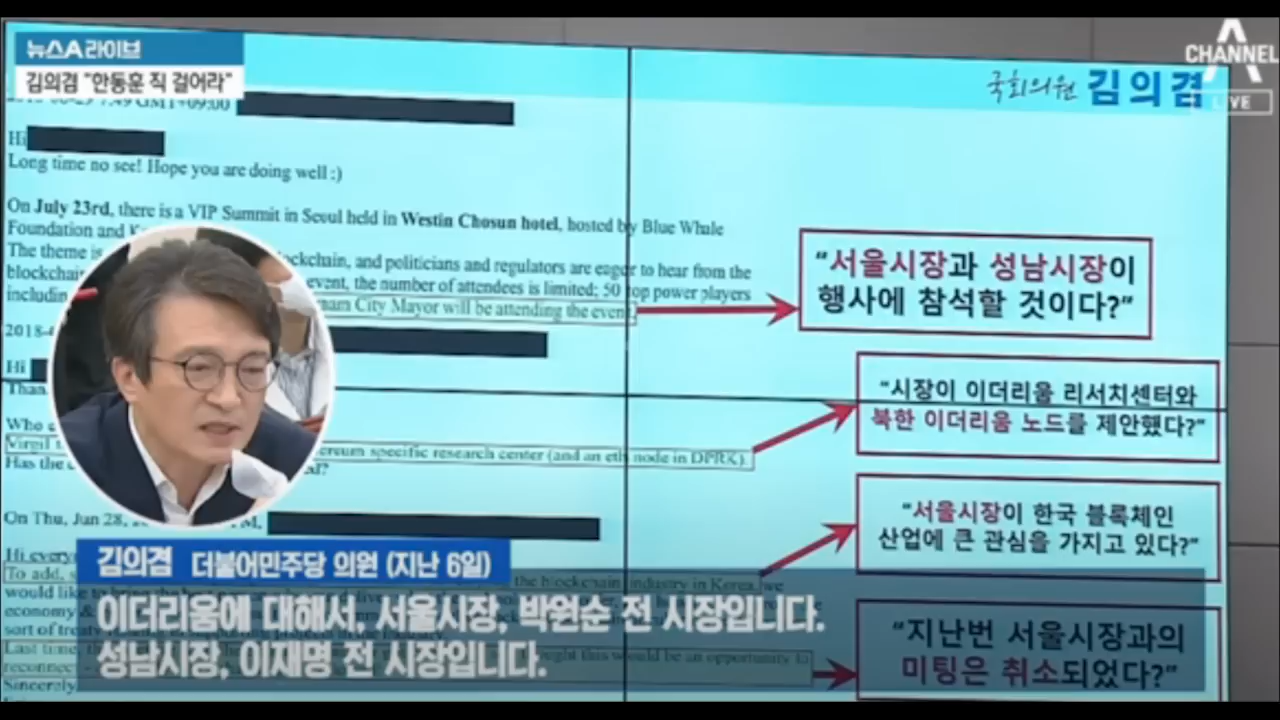 뉴스A 라이브
김의겸 "한동훈 직 걸어라"
CHANNEL A
LIVE
국회의원 김의겸
7:49 GMT+09:00
Hi
Long time no see! Hope you are doing well :)
On July 23rd, there is a VIP Summit in Seoul held in Westin Chosun hotel, hosted by Blue Whale
Foundation and
The theme is blockchain, and politicians and regulators are eager to hear from the
blockchain event, the number of attendees is limited; 50 top power players
City Mayor will be attending the event.
"서울시장과 성남시장이
행사에 참석할 것이다?"
Hi
"시장이 이더리움 리서치센터와
북한 이더리움 노드를 제안했다?"
Who
Virgil specific research center (and an eth node in DPRK).
Has the
"서울시장이 한국 블록체인
산업에 큰 관심을 가지고 있다?"
On Thu, Jun 28,
Hi
To add, the blockchain industry in Korea,
would like to
economy &
sort of
Last time, this would be an opportunity to
reconnect
Sincerely
"지난번 서울시장과의
미팅은 취소되었다?"
김의겸 더불어민주당 의원 (지난 6일)
이더리움에 대해서, 서울시장, 박원순 전 시장입니다.
성남시장, 이재명 전 시장입니다.